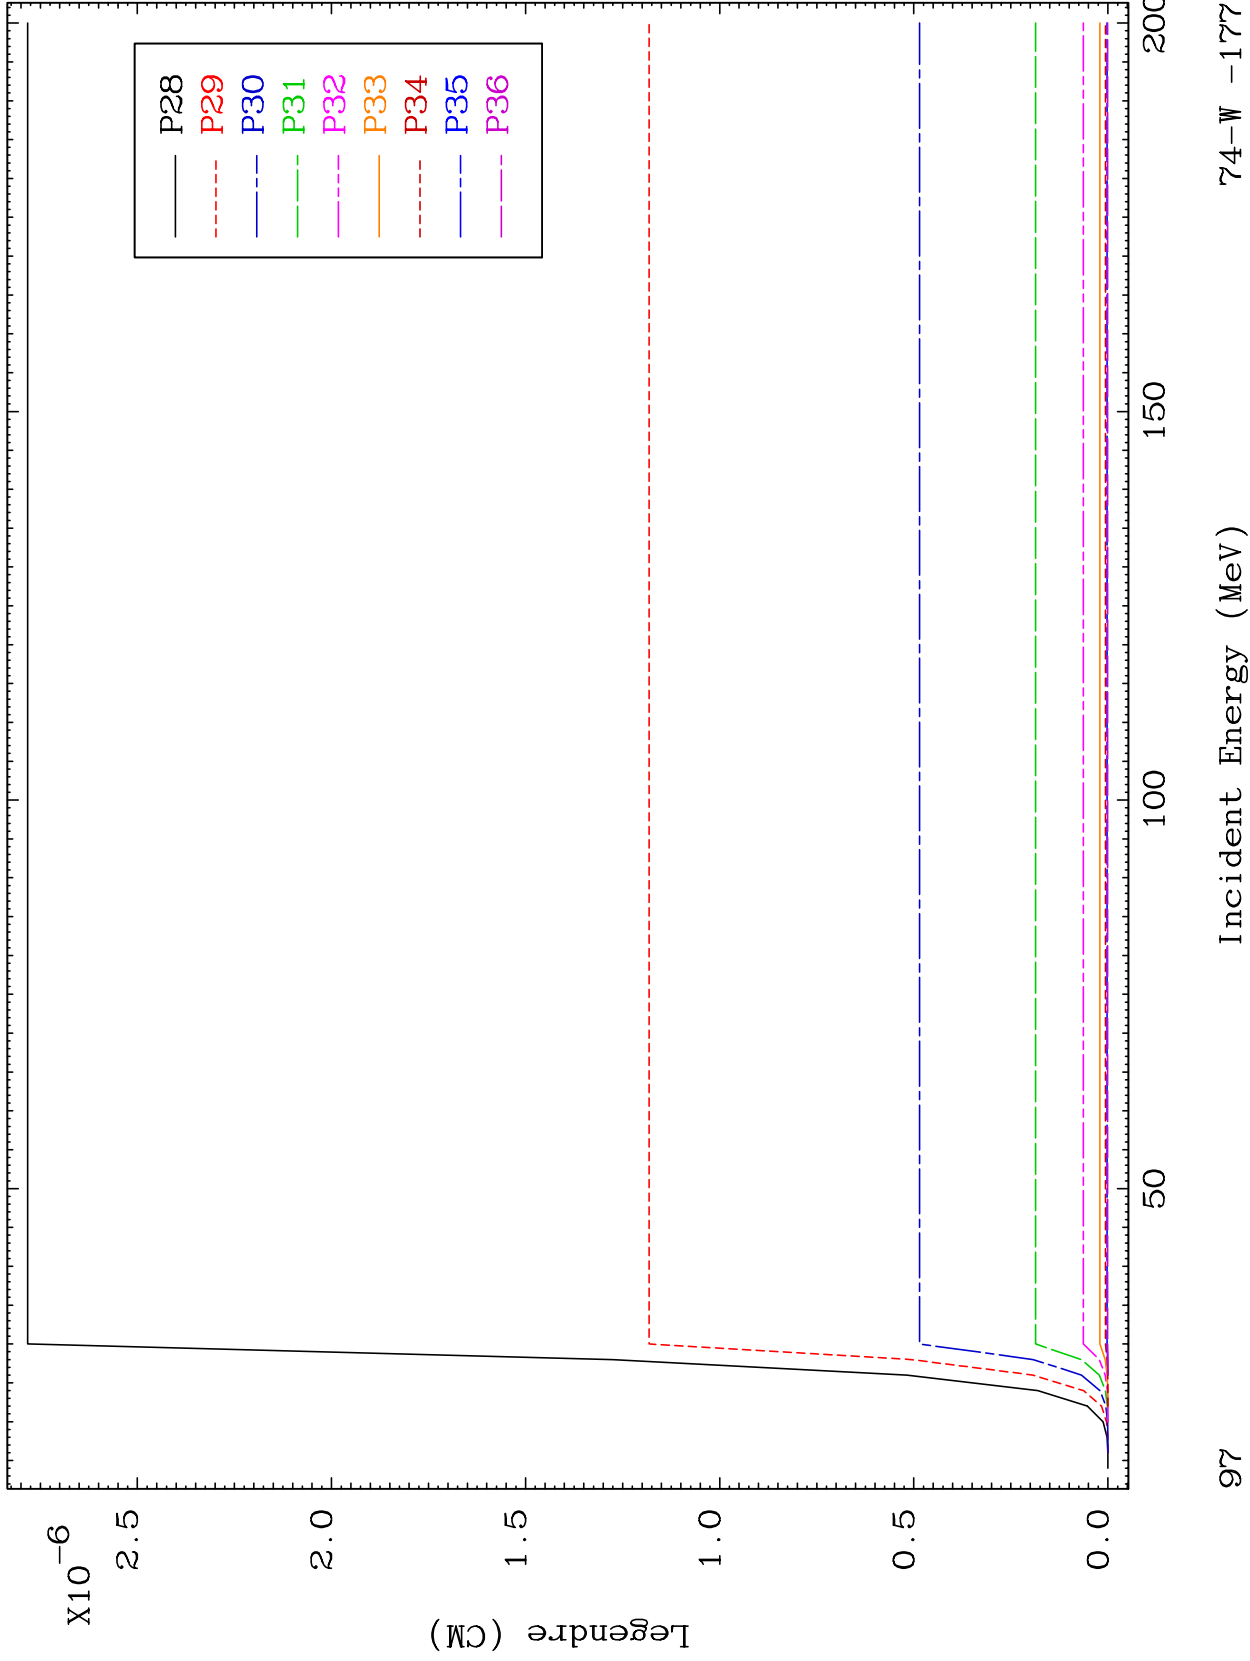 X10-6
2.5
2.0
1.5
1.0
0.5
0.0
Legendre (CM)
P28
P29
P30
P31
P32
P33
P34
P35
P36
50
100
150
200
97
Incident Energy (MeV)
74-W -177